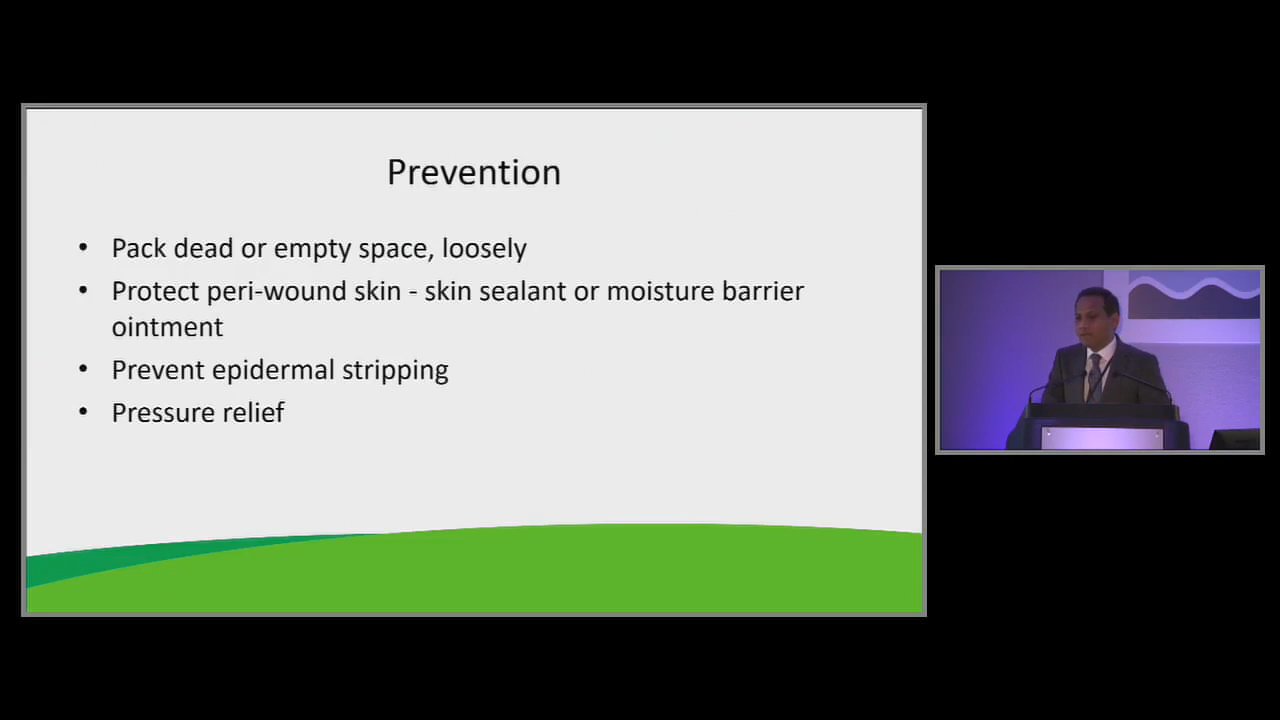 Prevention
• Pack dead or empty space, loosely
• Protect peri-wound skin - skin sealant or moisture barrier
ointment
• Prevent epidermal stripping
• Pressure relief